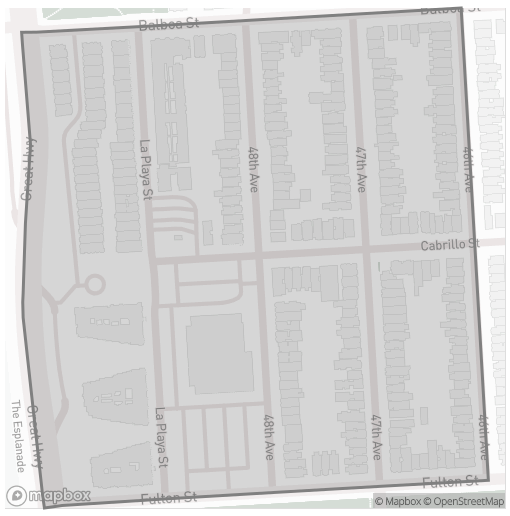 Balboa St
Balboa St
Great Hwy
La Playa St
48th Ave
47th Ave
46th Ave
Cabrillo St
Great Hwy
The Esplanade
La Playa St
48th Ave
47th Ave
46th Ave
Fulton St
Fulton St
mapbox
© Mapbox © OpenStreetMap